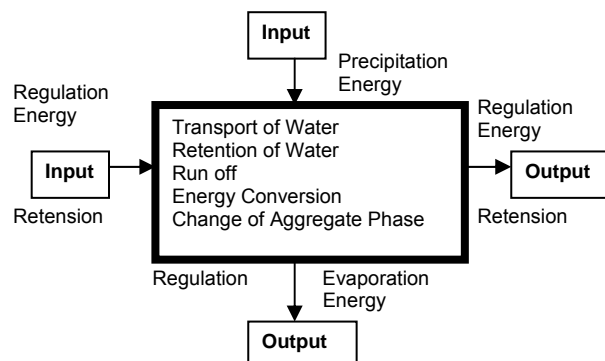 Input
Precipitation
Energy
Regulation
Energy
Input
Retension
Transport of Water
Retention of Water
Run off
Energy Conversion
Change of Aggregate Phase
Regulation
Energy
Output
Retension
Regulation
Evaporation
Energy
Output